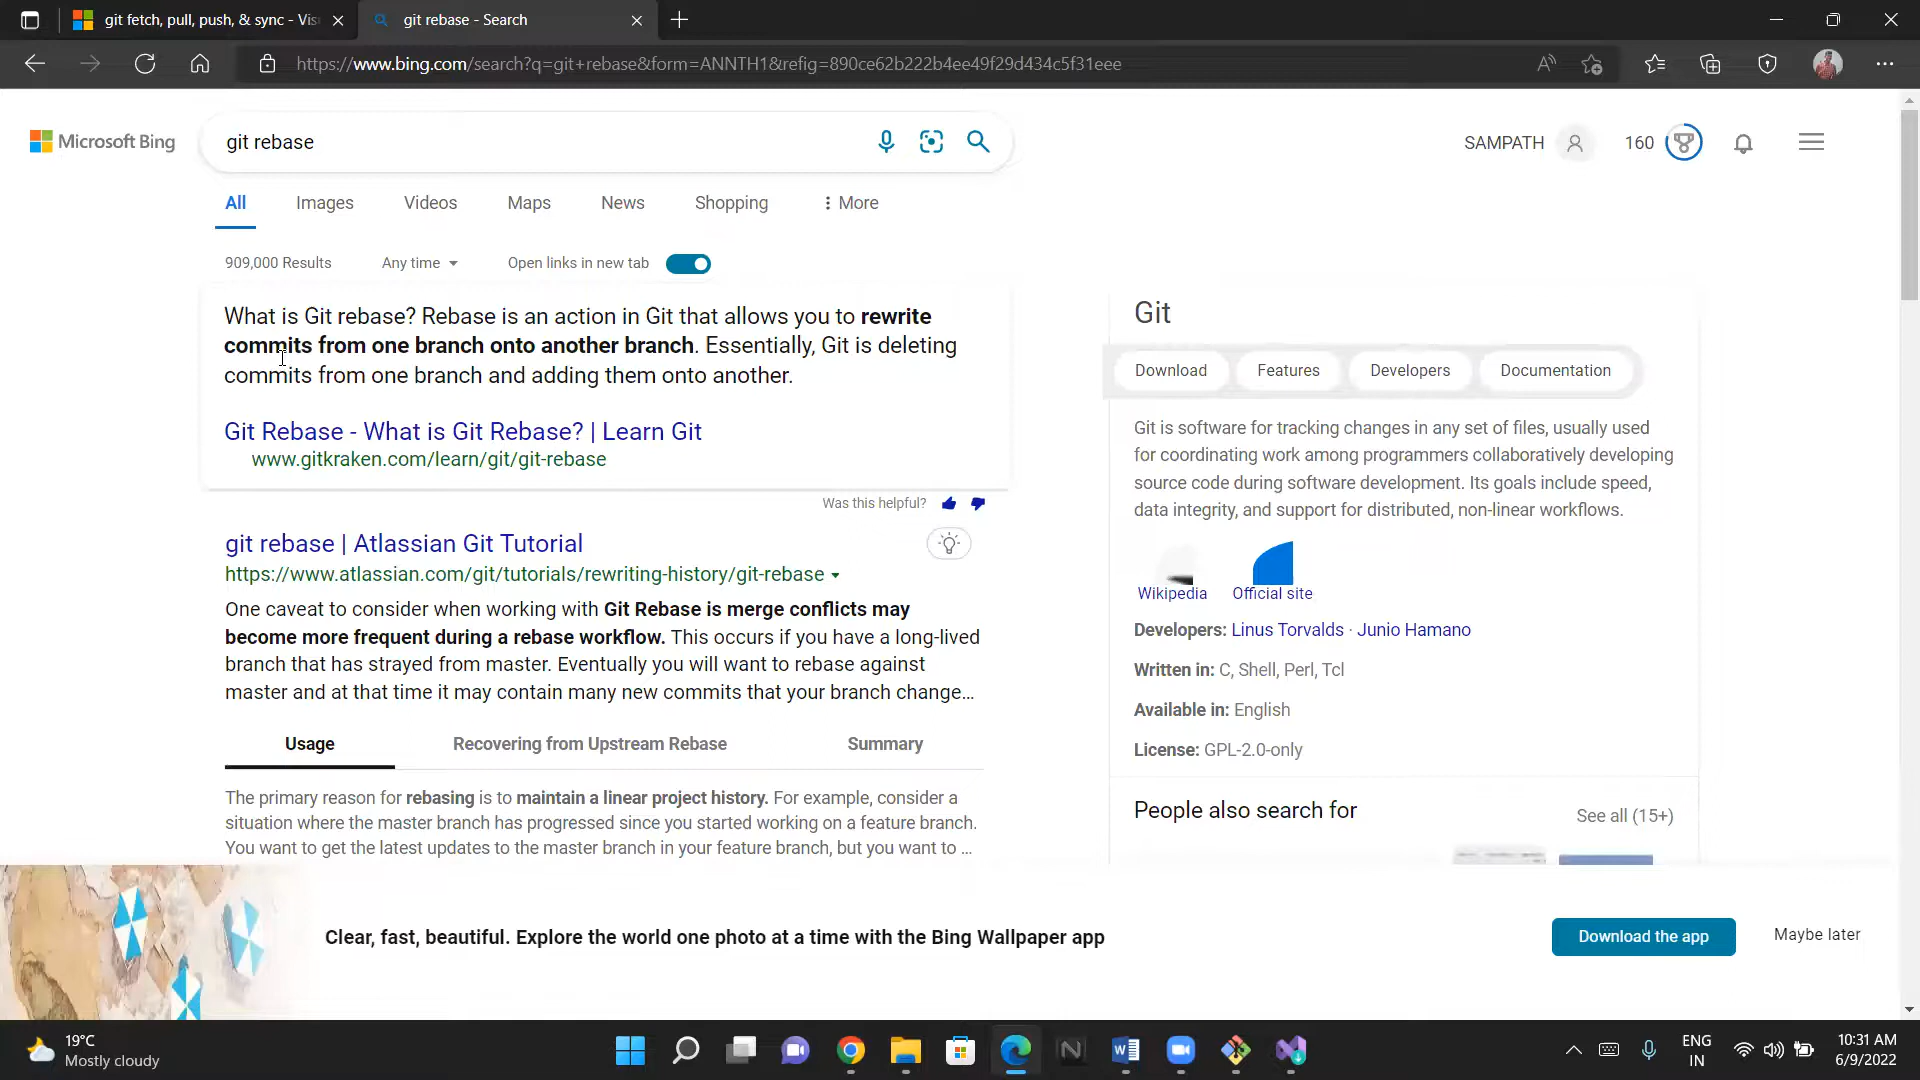 git fetch, pull, push, & sync - Vis
git rebase - Search
https://www.bing.com/search?q=git+rebase&form=ANNTH1&refig=890ce62b222b4ee49f29d434c5f31eee
Microsoft Bing
git rebase
SAMPATH
160
All
Images
Videos
Maps
News
Shopping
More
909,000 Results
Any time
Open links in new tab
What is Git rebase? Rebase is an action in Git that allows you to rewrite
commits from one branch onto another branch. Essentially, Git is deleting
commits from one branch and adding them onto another.
Git Rebase - What is Git Rebase? | Learn Git
www.gitkraken.com/learn/git/git-rebase
Was this helpful?
git rebase | Atlassian Git Tutorial
https://www.atlassian.com/git/tutorials/rewriting-history/git-rebase
One caveat to consider when working with Git Rebase is merge conflicts may
become more frequent during a rebase workflow. This occurs if you have a long-lived
branch that has strayed from master. Eventually you will want to rebase against
master and at that time it may contain many new commits that your branch change...
Usage
Recovering from Upstream Rebase
Summary
The primary reason for rebasing is to maintain a linear project history. For example, consider a
situation where the master branch has progressed since you started working on a feature branch.
You want to get the latest updates to the master branch in your feature branch, but you want to ...
Git
Download
Features
Developers
Documentation
Git is software for tracking changes in any set of files, usually used
for coordinating work among programmers collaboratively developing
source code during software development. Its goals include speed,
data integrity, and support for distributed, non-linear workflows.
Wikipedia
Official site
Developers: Linus Torvalds · Junio Hamano
Written in: C, Shell, Perl, Tcl
Available in: English
License: GPL-2.0-only
People also search for
See all (15+)
Clear, fast, beautiful. Explore the world one photo at a time with the Bing Wallpaper app
Download the app
Maybe later
19°C
Mostly cloudy
ENG
IN
10:31 AM
6/9/2022